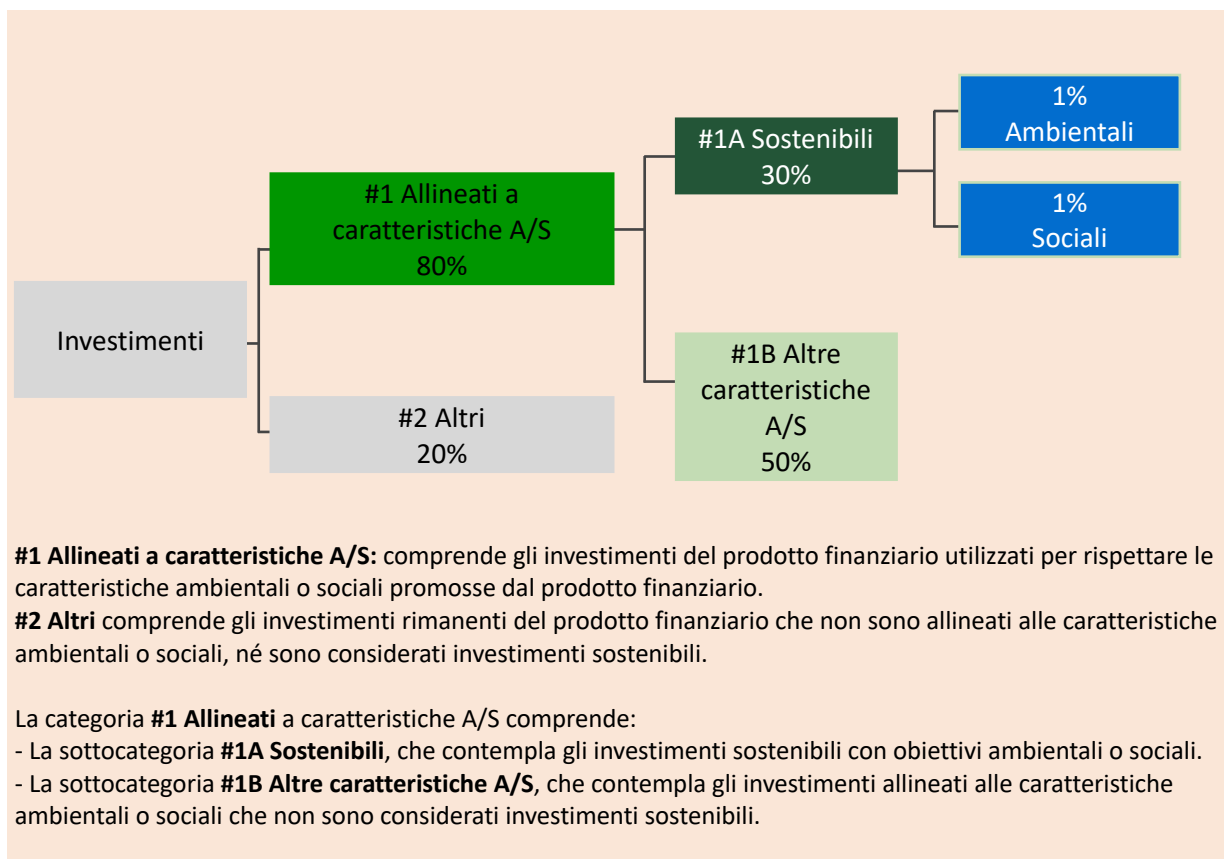 1%
Ambientali
#1A Sostenibili
30%
#1 Allineati a
caratteristiche A/S
80%
1%
Sociali
Investimenti
#1B Altre
caratteristiche
A/S
50%
#2 Altri
20%
#1 Allineati a caratteristiche A/S: comprende gli investimenti del prodotto finanziario utilizzati per rispettare le
caratteristiche ambientali o sociali promosse dal prodotto finanziario.
#2 Altri comprende gli investimenti rimanenti del prodotto finanziario che non sono allineati alle caratteristiche
ambientali o sociali, né sono considerati investimenti sostenibili.
La categoria #1 Allineati a caratteristiche A/S comprende:
- La sottocategoria #1A Sostenibili, che contempla gli investimenti sostenibili con obiettivi ambientali o sociali.
- La sottocategoria #1B Altre caratteristiche A/S, che contempla gli investimenti allineati alle caratteristiche
ambientali o sociali che non sono considerati investimenti sostenibili.